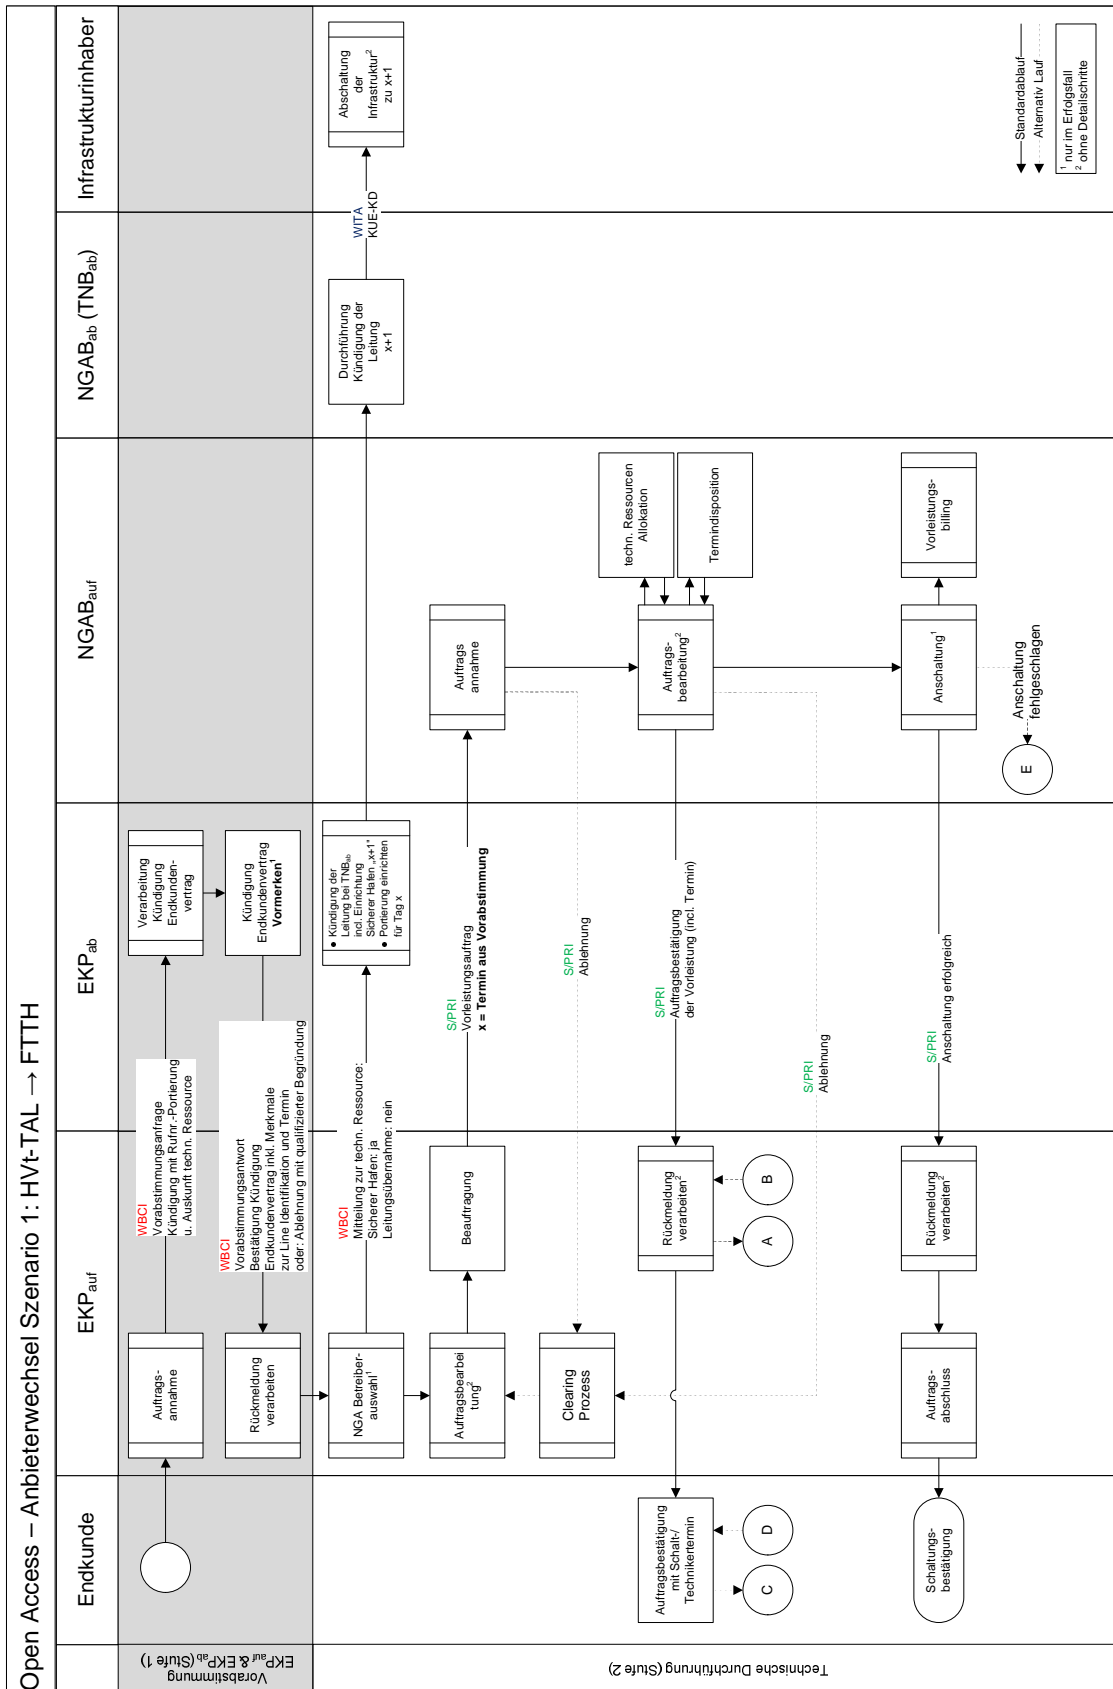 Open Access – Anbieterwechsel Szenario 1: HVt-TAL → FTTH
Endkunde
EKPauf
EKPab
NGABauf
NGABab (TNBab)
Infrastrukturinhaber
Vorabstimmung
EKPauf & EKPab (Stufe 1)
Auftrags-
annahme
WBCI
Vorabstimmungsanfrage
Kündigung mit Rufnr.-Portierung
u. Auskunft techn. Ressource
Verarbeitung
Kündigung
Endkunden-
vertrag
Kündigung
Endkundenvertrag
Vormerken¹
WBCI
Vorabstimmungsantwort
Bestätigung Kündigung
Endkundenvertrag inkl. Merkmale
zur Line Identifikation und Termin
oder: Ablehnung mit qualifizierter Begründung
Rückmeldung
verarbeiten
Technische Durchführung (Stufe 2)
NGA Betreiber-
auswahl¹
WBCI
Mitteilung zur techn. Ressource:
Sicherer Hafen: ja
Leitungsübernahme: nein
● Kündigung der
Leitung bei TNBab
incl. Einrichtung
Sicherer Hafen „x+1"
● Portierung einrichten
für Tag x
Durchführung
Kündigung der
Leitung
x+1
WITA
KUE-KD
Abschaltung
der
Infrastruktur²
zu x+1
Auftragsbearbei
tung²
Beauftragung
S/PRI
Vorleistungsauftrag
x = Termin aus Vorabstimmung
Auftrags
annahme
Clearing
Prozess
S/PRI
Ablehnung
Auftrags-
bearbeitung²
techn. Ressourcen
Allokation
Termindisposition
S/PRI
Auftragsbestätigung
der Vorleistung (incl. Termin)
Rückmeldung
verarbeiten²
A
B
Auftragsbestätigung
mit Schalt-/
Technikertermin
C
D
S/PRI
Ablehnung
Anschaltung¹
Vorleistungs-
billing
Anschaltung
fehlgeschlagen
E
S/PRI
Anschaltung erfolgreich
Rückmeldung
verarbeiten²
Auftrags-
abschluss
Schaltungs-
bestätigung
Standardablauf
Alternativ Lauf
¹ nur im Erfolgsfall
² ohne Detailschritte